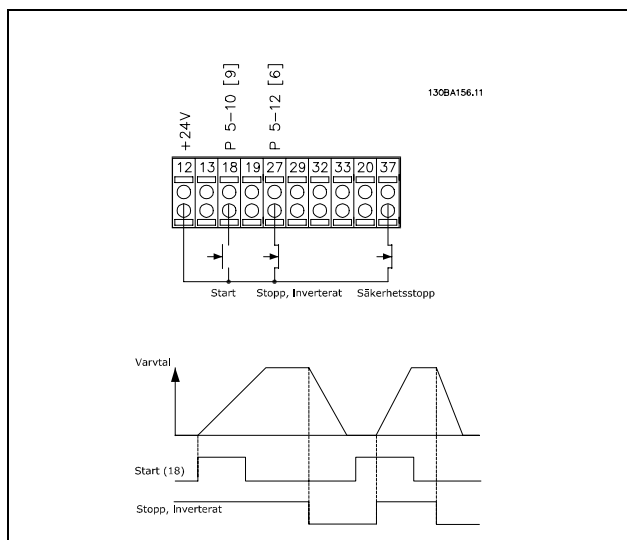 130BA156.11
+24V
P 5-10 [9]
P 5-12 [6]
12 13 18 19 27 29 32 33 20 37
Start Stopp, Inverterat Säkerhetsstopp
Varvtal
Start (18)
Stopp, Inverterat